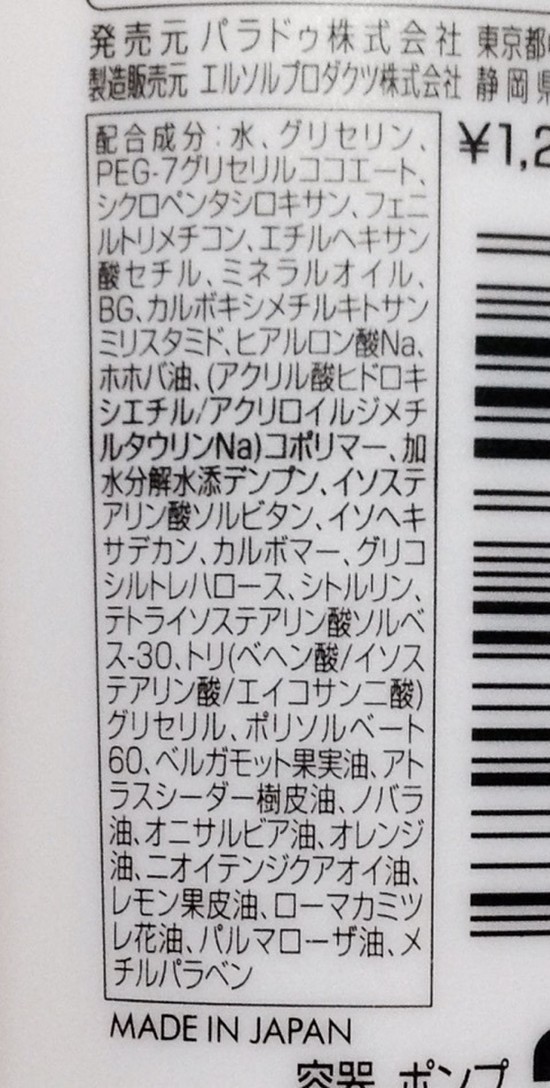 発売元 パラドゥ株式会社 東京都
製造販売元 エルソルプロダクツ株式会社 静岡県
¥1,2
配合成分：水、グリセリン、
PEG-7グリセリルココエート、
シクロペンタシロキサン、フェニ
ルトリメチコン、エチルヘキサン
酸セチル、ミネラルオイル、
BG、カルボキシメチルキトサン
ミリスタミド、ヒアルロン酸Na、
ホホバ油、(アクリル酸ヒドロキ
シエチル/アクリロイルジメチ
ルタウリンNa)コポリマー、加
水分解水添デンプン、イソステ
アリン酸ソルビタン、イソヘキ
サデカン、カルボマー、グリコ
シルトレハロース、シトルリン、
テトライソステアリン酸ソルベ
ス-30、トリ(ベヘン酸/イソス
テアリン酸/エイコサン二酸)
グリセリル、ポリソルベート
60、ベルガモット果実油、アト
ラスシーダー樹皮油、ノバラ
油、オニサルビア油、オレンジ
油、ニオイテンジクアオイ油、
レモン果皮油、ローマカミツ
レ花油、パルマローザ油、メ
チルパラベン
MADE IN JAPAN
容器 ポンプ